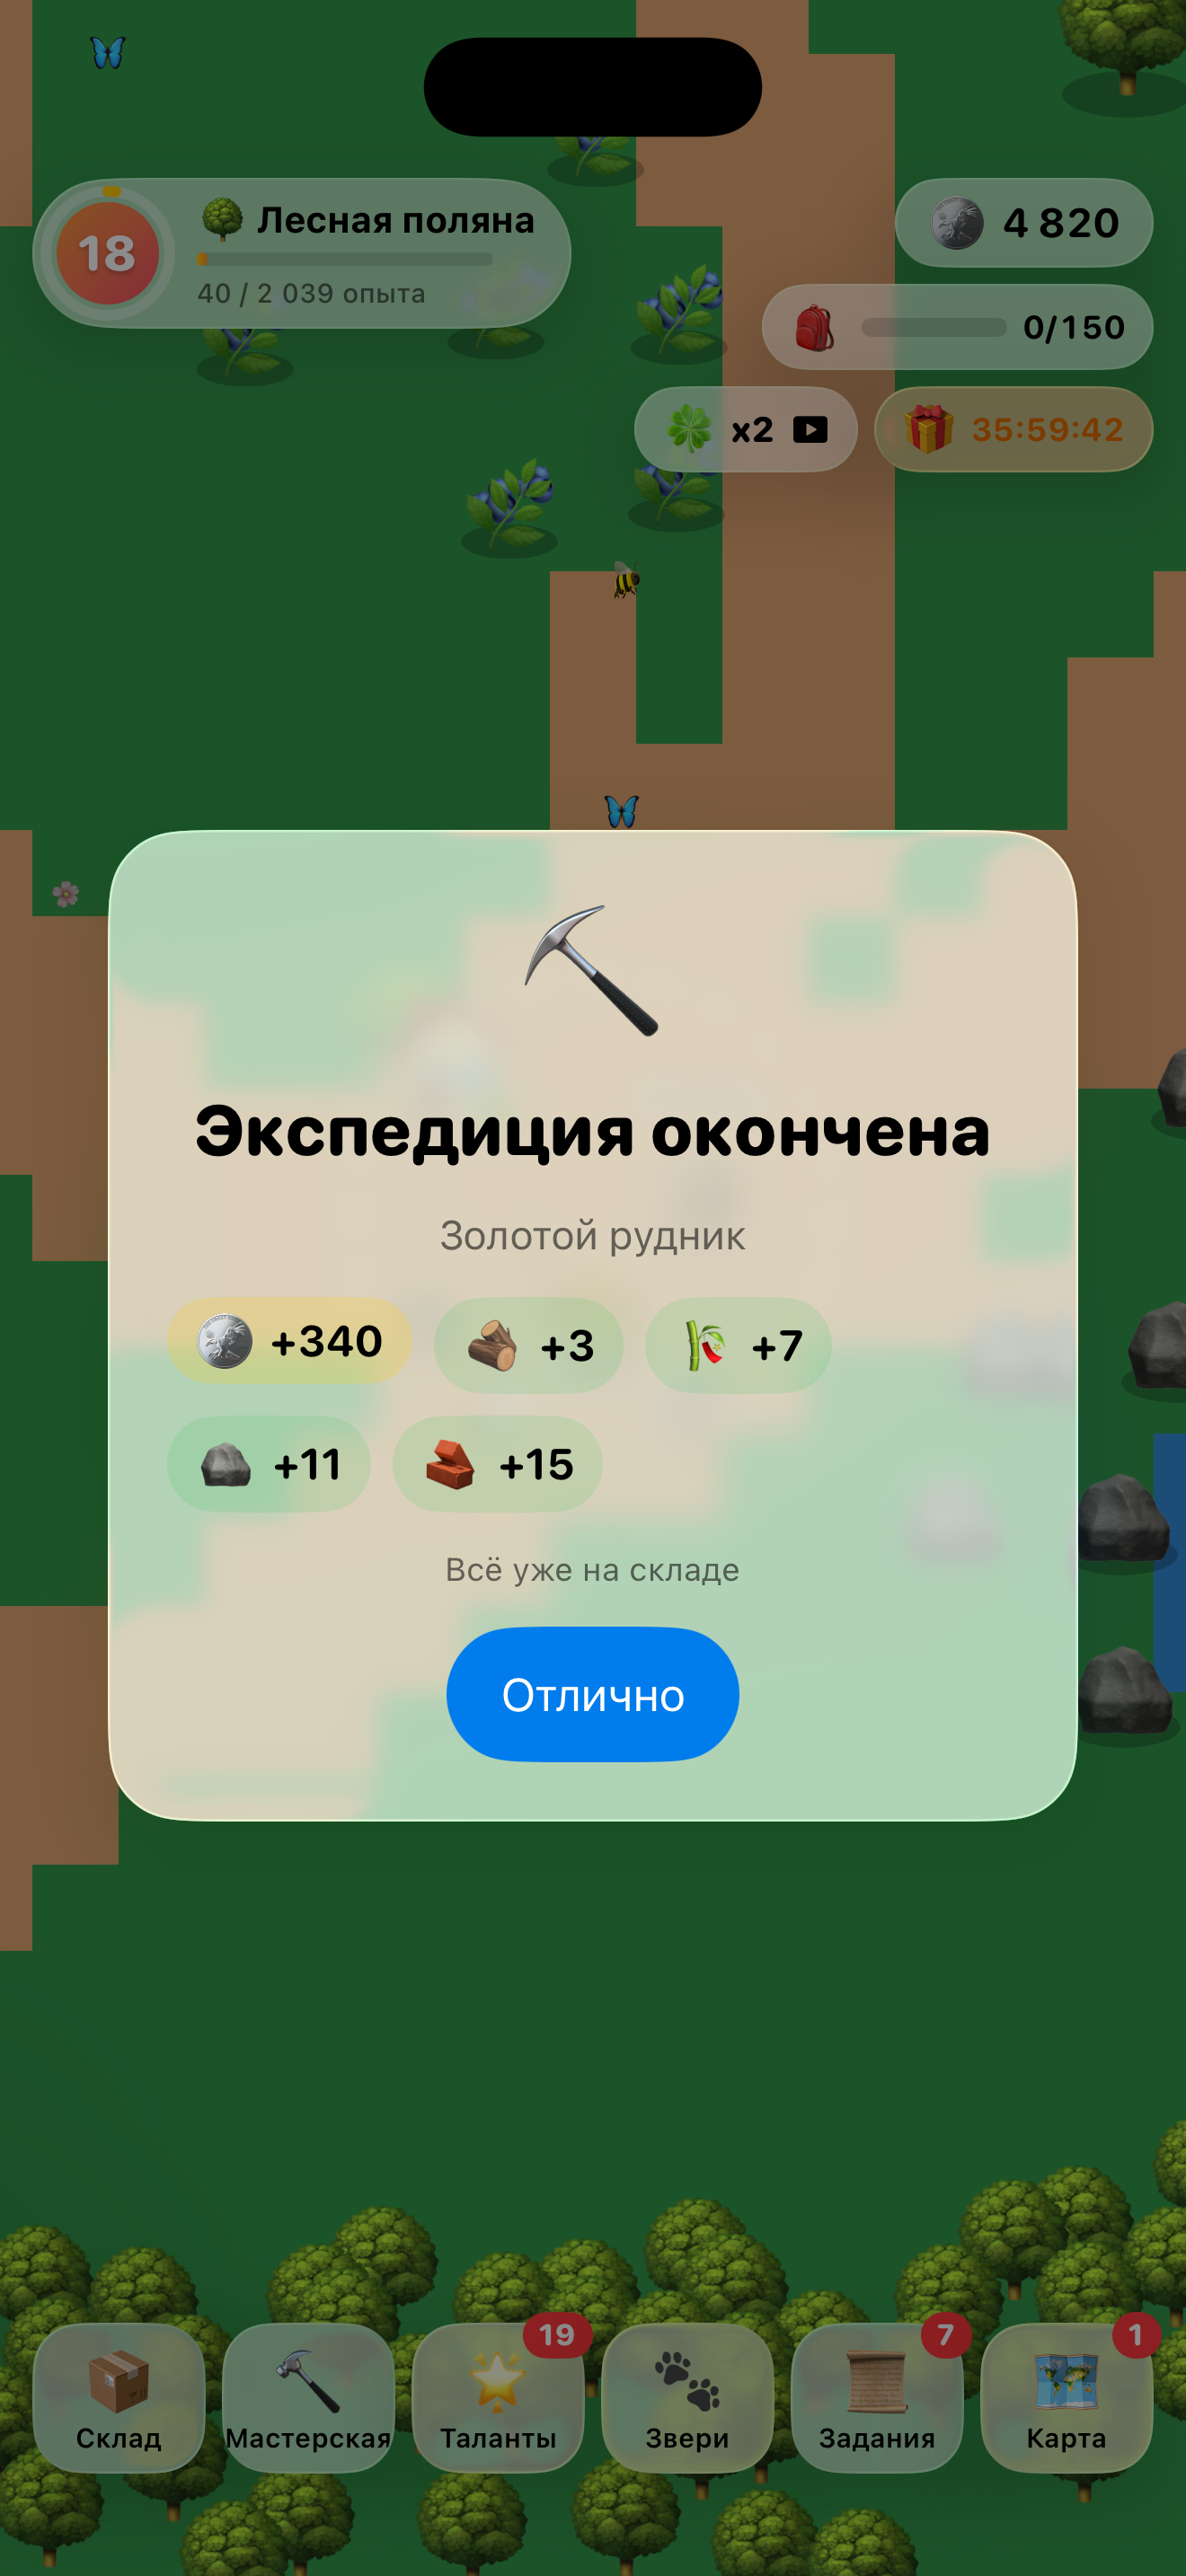 18
Лесная поляна
40 / 2 039 опыта
4 820
0/150
x2
35:59:42
Экспедиция окончена
Золотой рудник
+340
+3
+7
+11
+15
Всё уже на складе
Отлично
19
7
1
Склад
Мастерская
Таланты
Звери
Задания
Карта